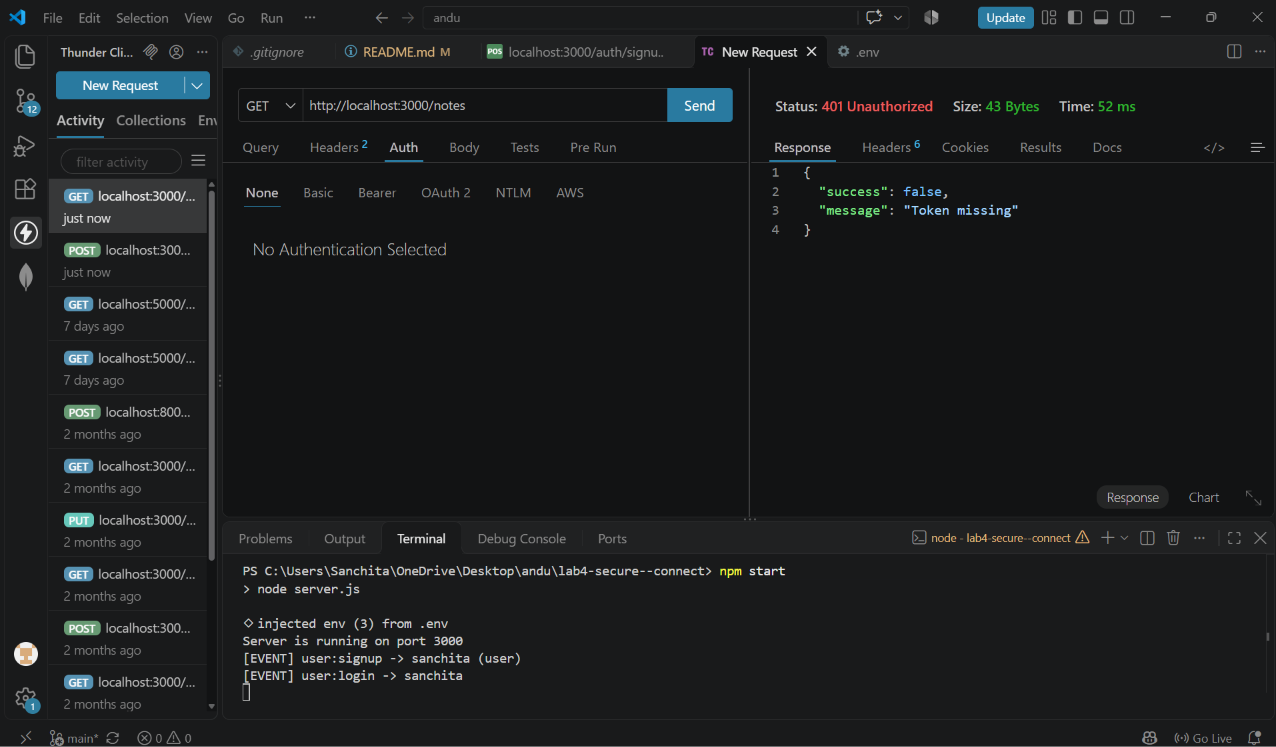 File Edit Selection View Go Run ··· andu Update
Thunder Cli... ···
.gitignore README.md M POS localhost:3000/auth/signu.. TC New Request .env ···
New Request
Activity Collections Env
filter activity
GET localhost:3000/...
just now
POST localhost:300...
just now
GET localhost:5000/...
7 days ago
GET localhost:5000/...
7 days ago
POST localhost:800...
2 months ago
GET localhost:3000/...
2 months ago
PUT localhost:3000/...
2 months ago
GET localhost:3000/...
2 months ago
POST localhost:300...
2 months ago
GET localhost:3000/...
2 months ago
12
1
GET http://localhost:3000/notes Send
Query Headers 2 Auth Body Tests Pre Run
None Basic Bearer OAuth 2 NTLM AWS
No Authentication Selected
Status: 401 Unauthorized Size: 43 Bytes Time: 52 ms
Response Headers 6 Cookies Results Docs </>
1 {
2 "success": false,
3 "message": "Token missing"
4 }
Response Chart
Problems Output Terminal Debug Console Ports node - lab4-secure--connect ···
PS C:\Users\Sanchita\OneDrive\Desktop\andu\lab4-secure--connect> npm start
> node server.js
injected env (3) from .env
Server is running on port 3000
[EVENT] user:signup -> sanchita (user)
[EVENT] user:login -> sanchita
main* 0 0 Go Live